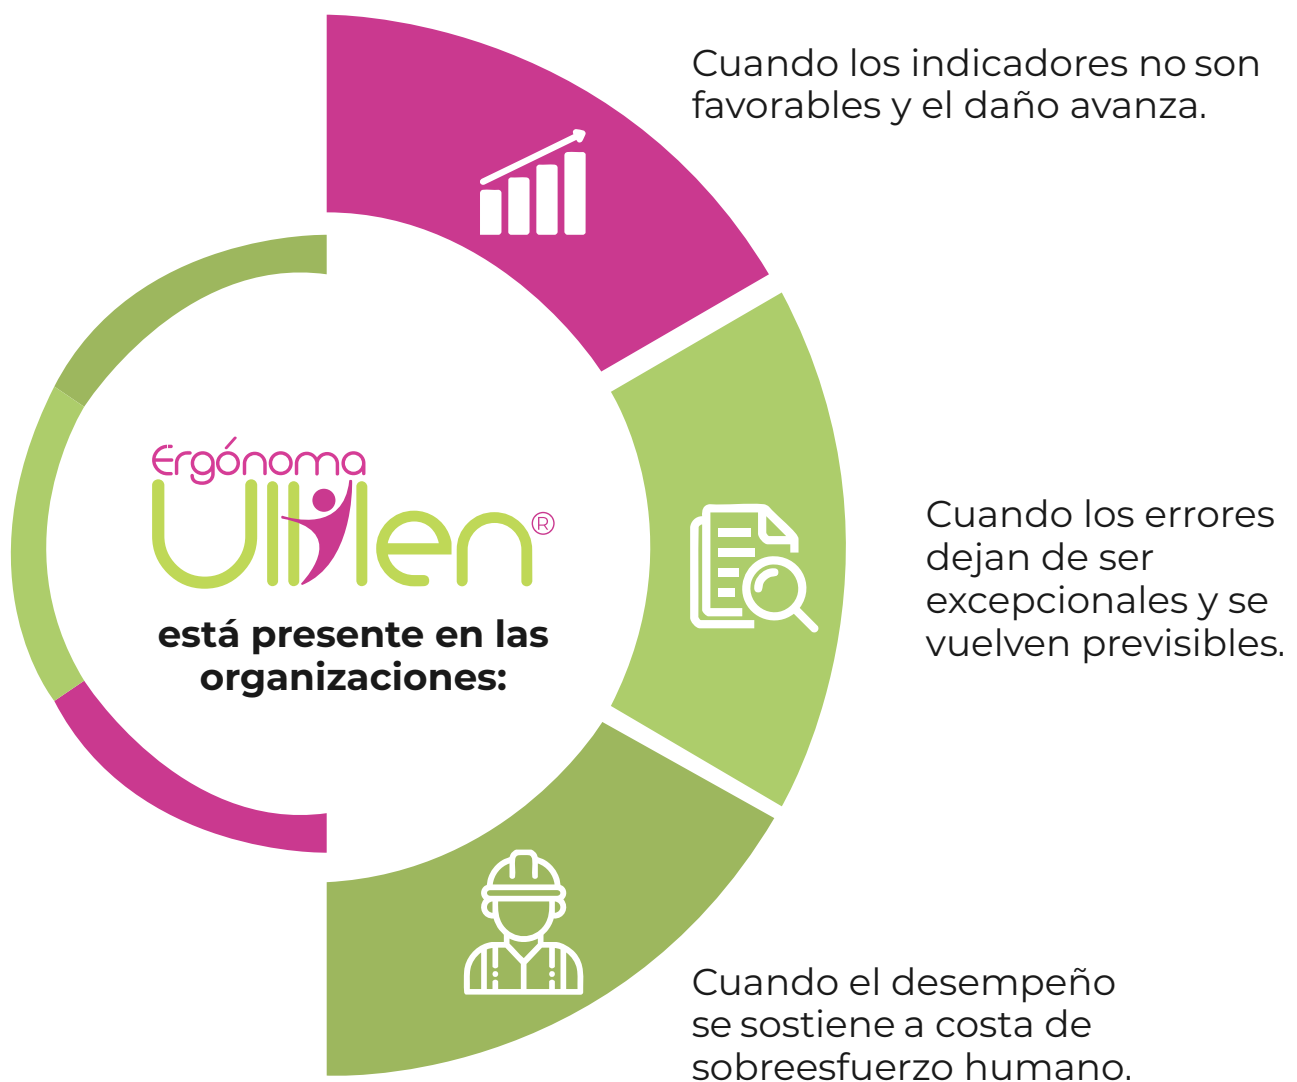 Ergónoma
®
está presente en las
organizaciones:
Cuando los indicadores no son
favorables y el daño avanza.
Cuando los errores
dejan de ser
excepcionales y se
vuelven previsibles.
Cuando el desempeño
se sostiene a costa de
sobreesfuerzo humano.